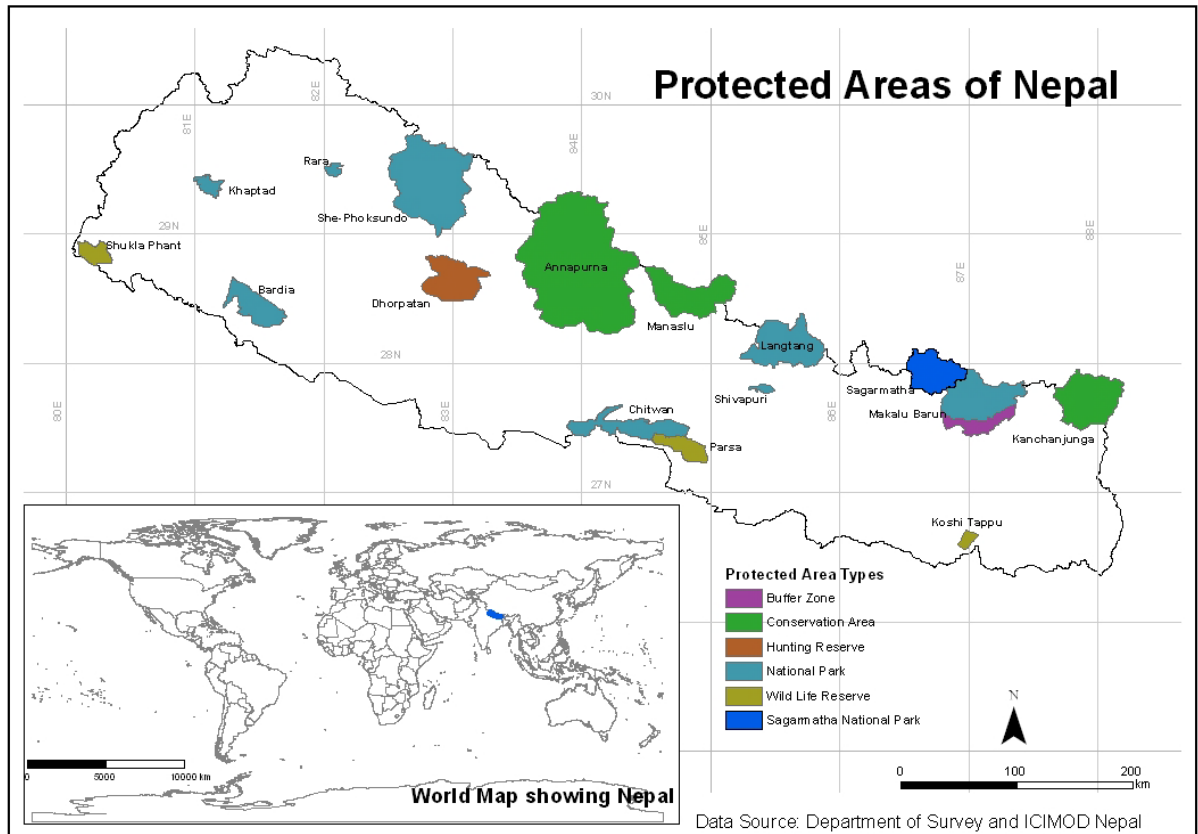 Protected Areas of Nepal
82E
30N
81E
84E
Rara
Khaptad
She-Phoksundo
29N
85E
88E
Shukla Phant
87E
Annapurna
Bardia
Dhorpatan
Manaslu
Langtang
28N
Sagarmatha
80E
83E
Shivapuri
86E
Chitwan
Makalu Barun
Kanchanjunga
Parsa
27N
Koshi Tappu
Protected Area Types
Buffer Zone
Conservation Area
Hunting Reserve
National Park
Wild Life Reserve
Sagarmatha National Park
N
0 5000 10000 km
World Map showing Nepal
0 100 200
km
Data Source: Department of Survey and ICIMOD Nepal